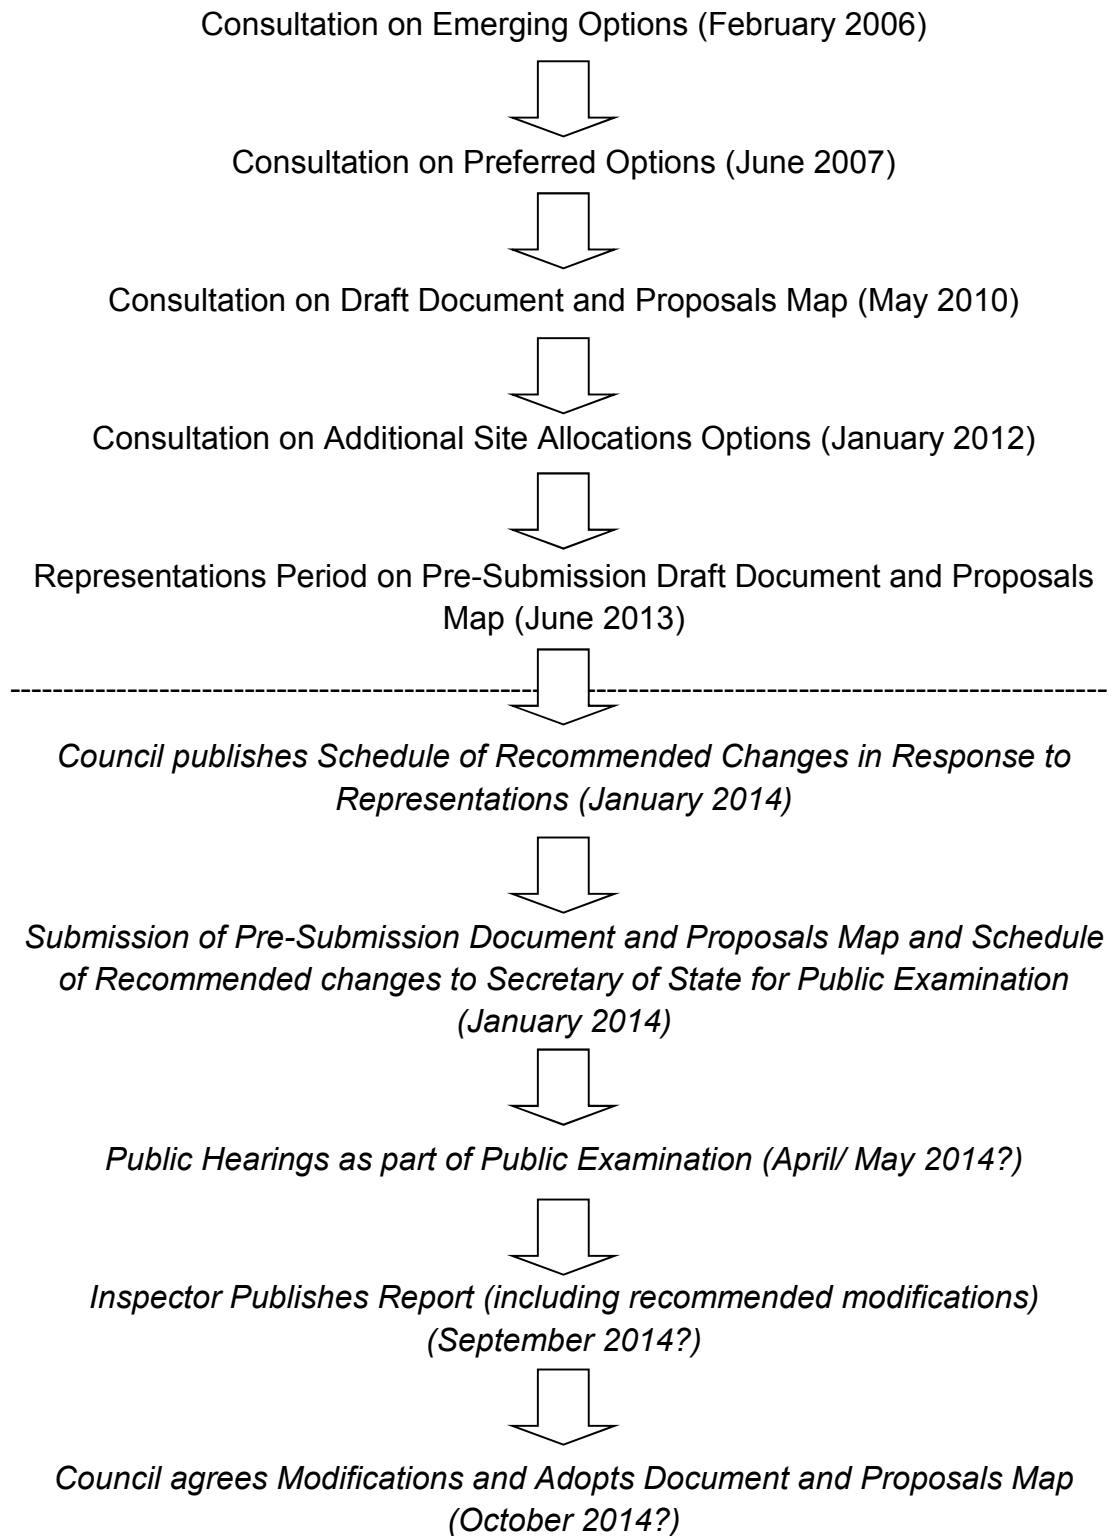 Consultation on Emerging Options (February 2006)
Consultation on Preferred Options (June 2007)
Consultation on Draft Document and Proposals Map (May 2010)
Consultation on Additional Site Allocations Options (January 2012)
Representations Period on Pre-Submission Draft Document and Proposals
Map (June 2013)
Council publishes Schedule of Recommended Changes in Response to
Representations (January 2014)
Submission of Pre-Submission Document and Proposals Map and Schedule
of Recommended changes to Secretary of State for Public Examination
(January 2014)
Public Hearings as part of Public Examination (April/ May 2014?)
Inspector Publishes Report (including recommended modifications)
(September 2014?)
Council agrees Modifications and Adopts Document and Proposals Map
(October 2014?)